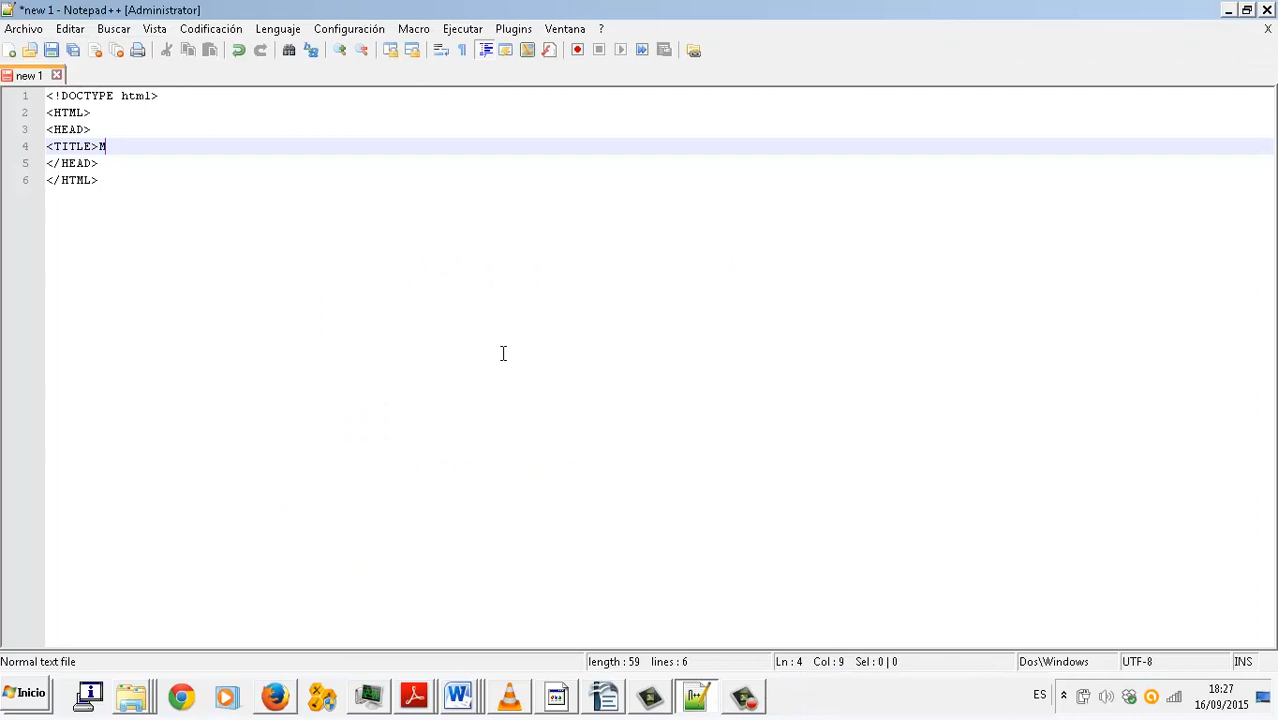 *new 1 - Notepad++ [Administrator]
Archivo Editar Buscar Vista Codificación Lenguaje Configuración Macro Ejecutar Plugins Ventana ? X
new 1
1 <!DOCTYPE html>
2 <HTML>
3 <HEAD>
4 <TITLE>M
5 </HEAD>
6 </HTML>
Normal text file length : 59 lines : 6 Ln : 4 Col : 9 Sel : 0 | 0 Dos\Windows UTF-8 INS
Inicio ES 18:27
16/09/2015